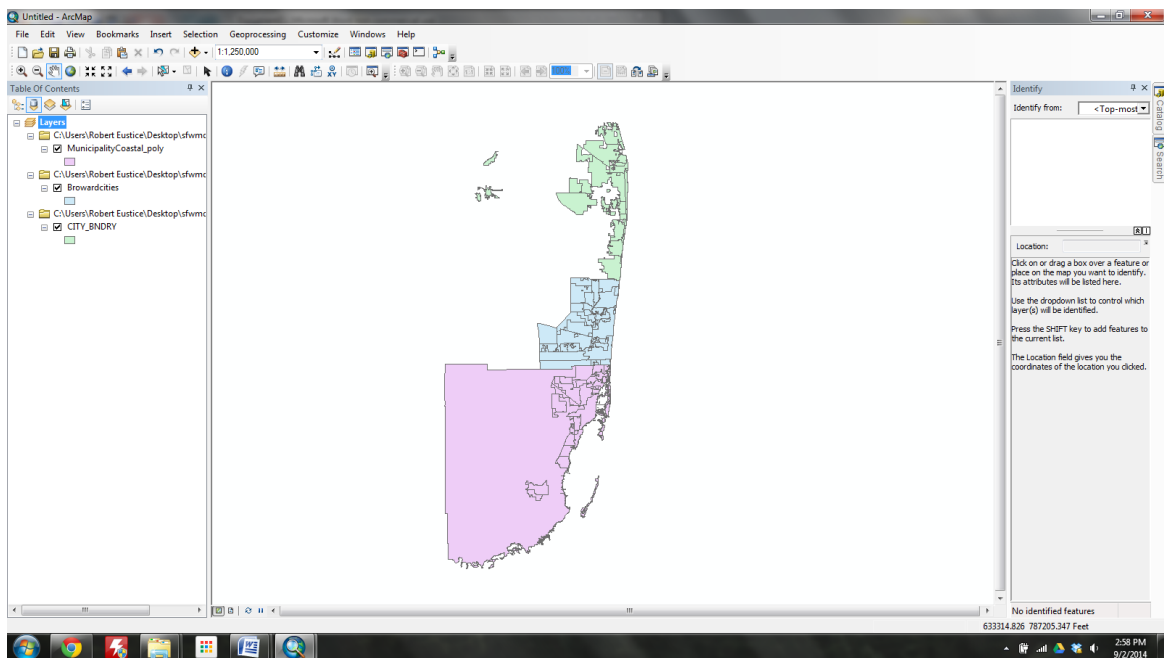 Untitled - ArcMap
File Edit View Bookmarks Insert Selection Geoprocessing Customize Windows Help
1:1,250,000
Table Of Contents
Layers
C:\Users\Robert Eustice\Desktop\sfwmd
MunicipalityCoastal_poly
C:\Users\Robert Eustice\Desktop\sfwmd
Browardcities
C:\Users\Robert Eustice\Desktop\sfwmd
CITY_BNDRY
Identify
Identify from: <Top-most
Location:
Click on or drag a box over a feature or
place on the map you want to identify.
Its attributes will be listed here.
Use the dropdown list to control which
layer(s) will be identified.
Press the SHIFT key to add features to
the current list.
The Location field gives you the
coordinates of the location you clicked.
No identified features
Catalog
Search
633314.826 787205.347 Feet
2:58 PM
9/2/2014